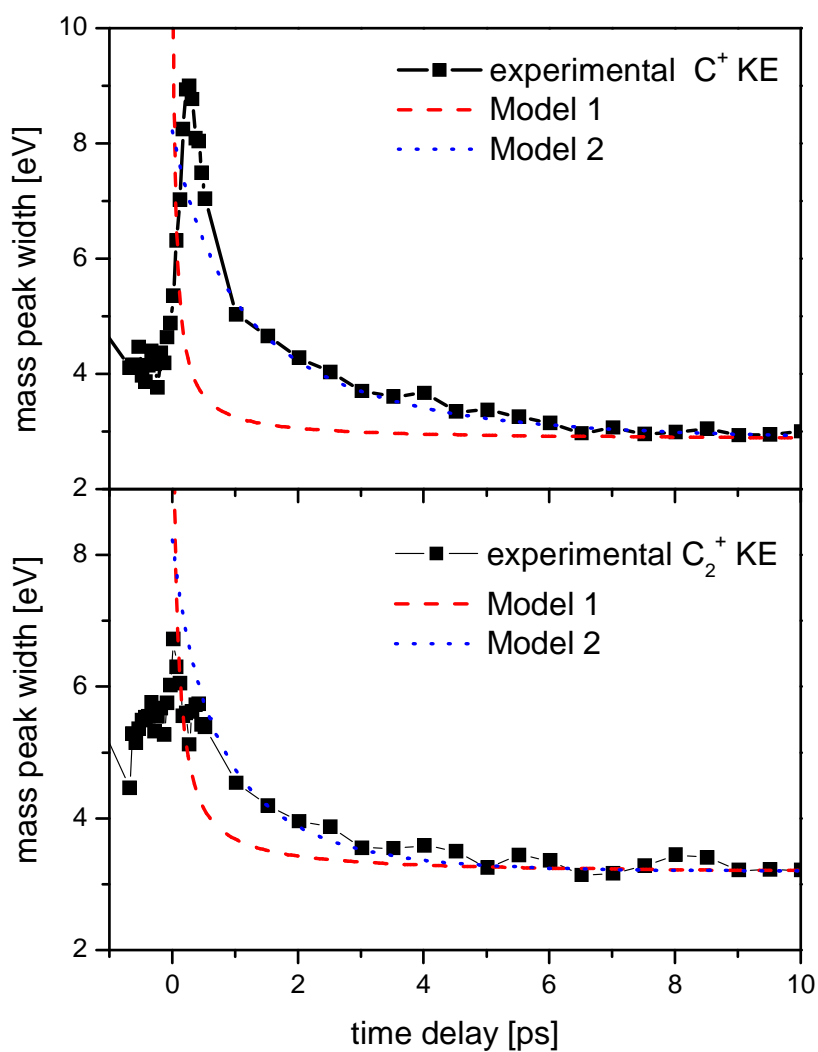 10
8
6
4
2
mass peak width [eV]
experimental C⁺ KE
Model 1
Model 2
8
6
4
2
mass peak width [eV]
experimental C₂⁺ KE
Model 1
Model 2
0 2 4 6 8 10
time delay [ps]